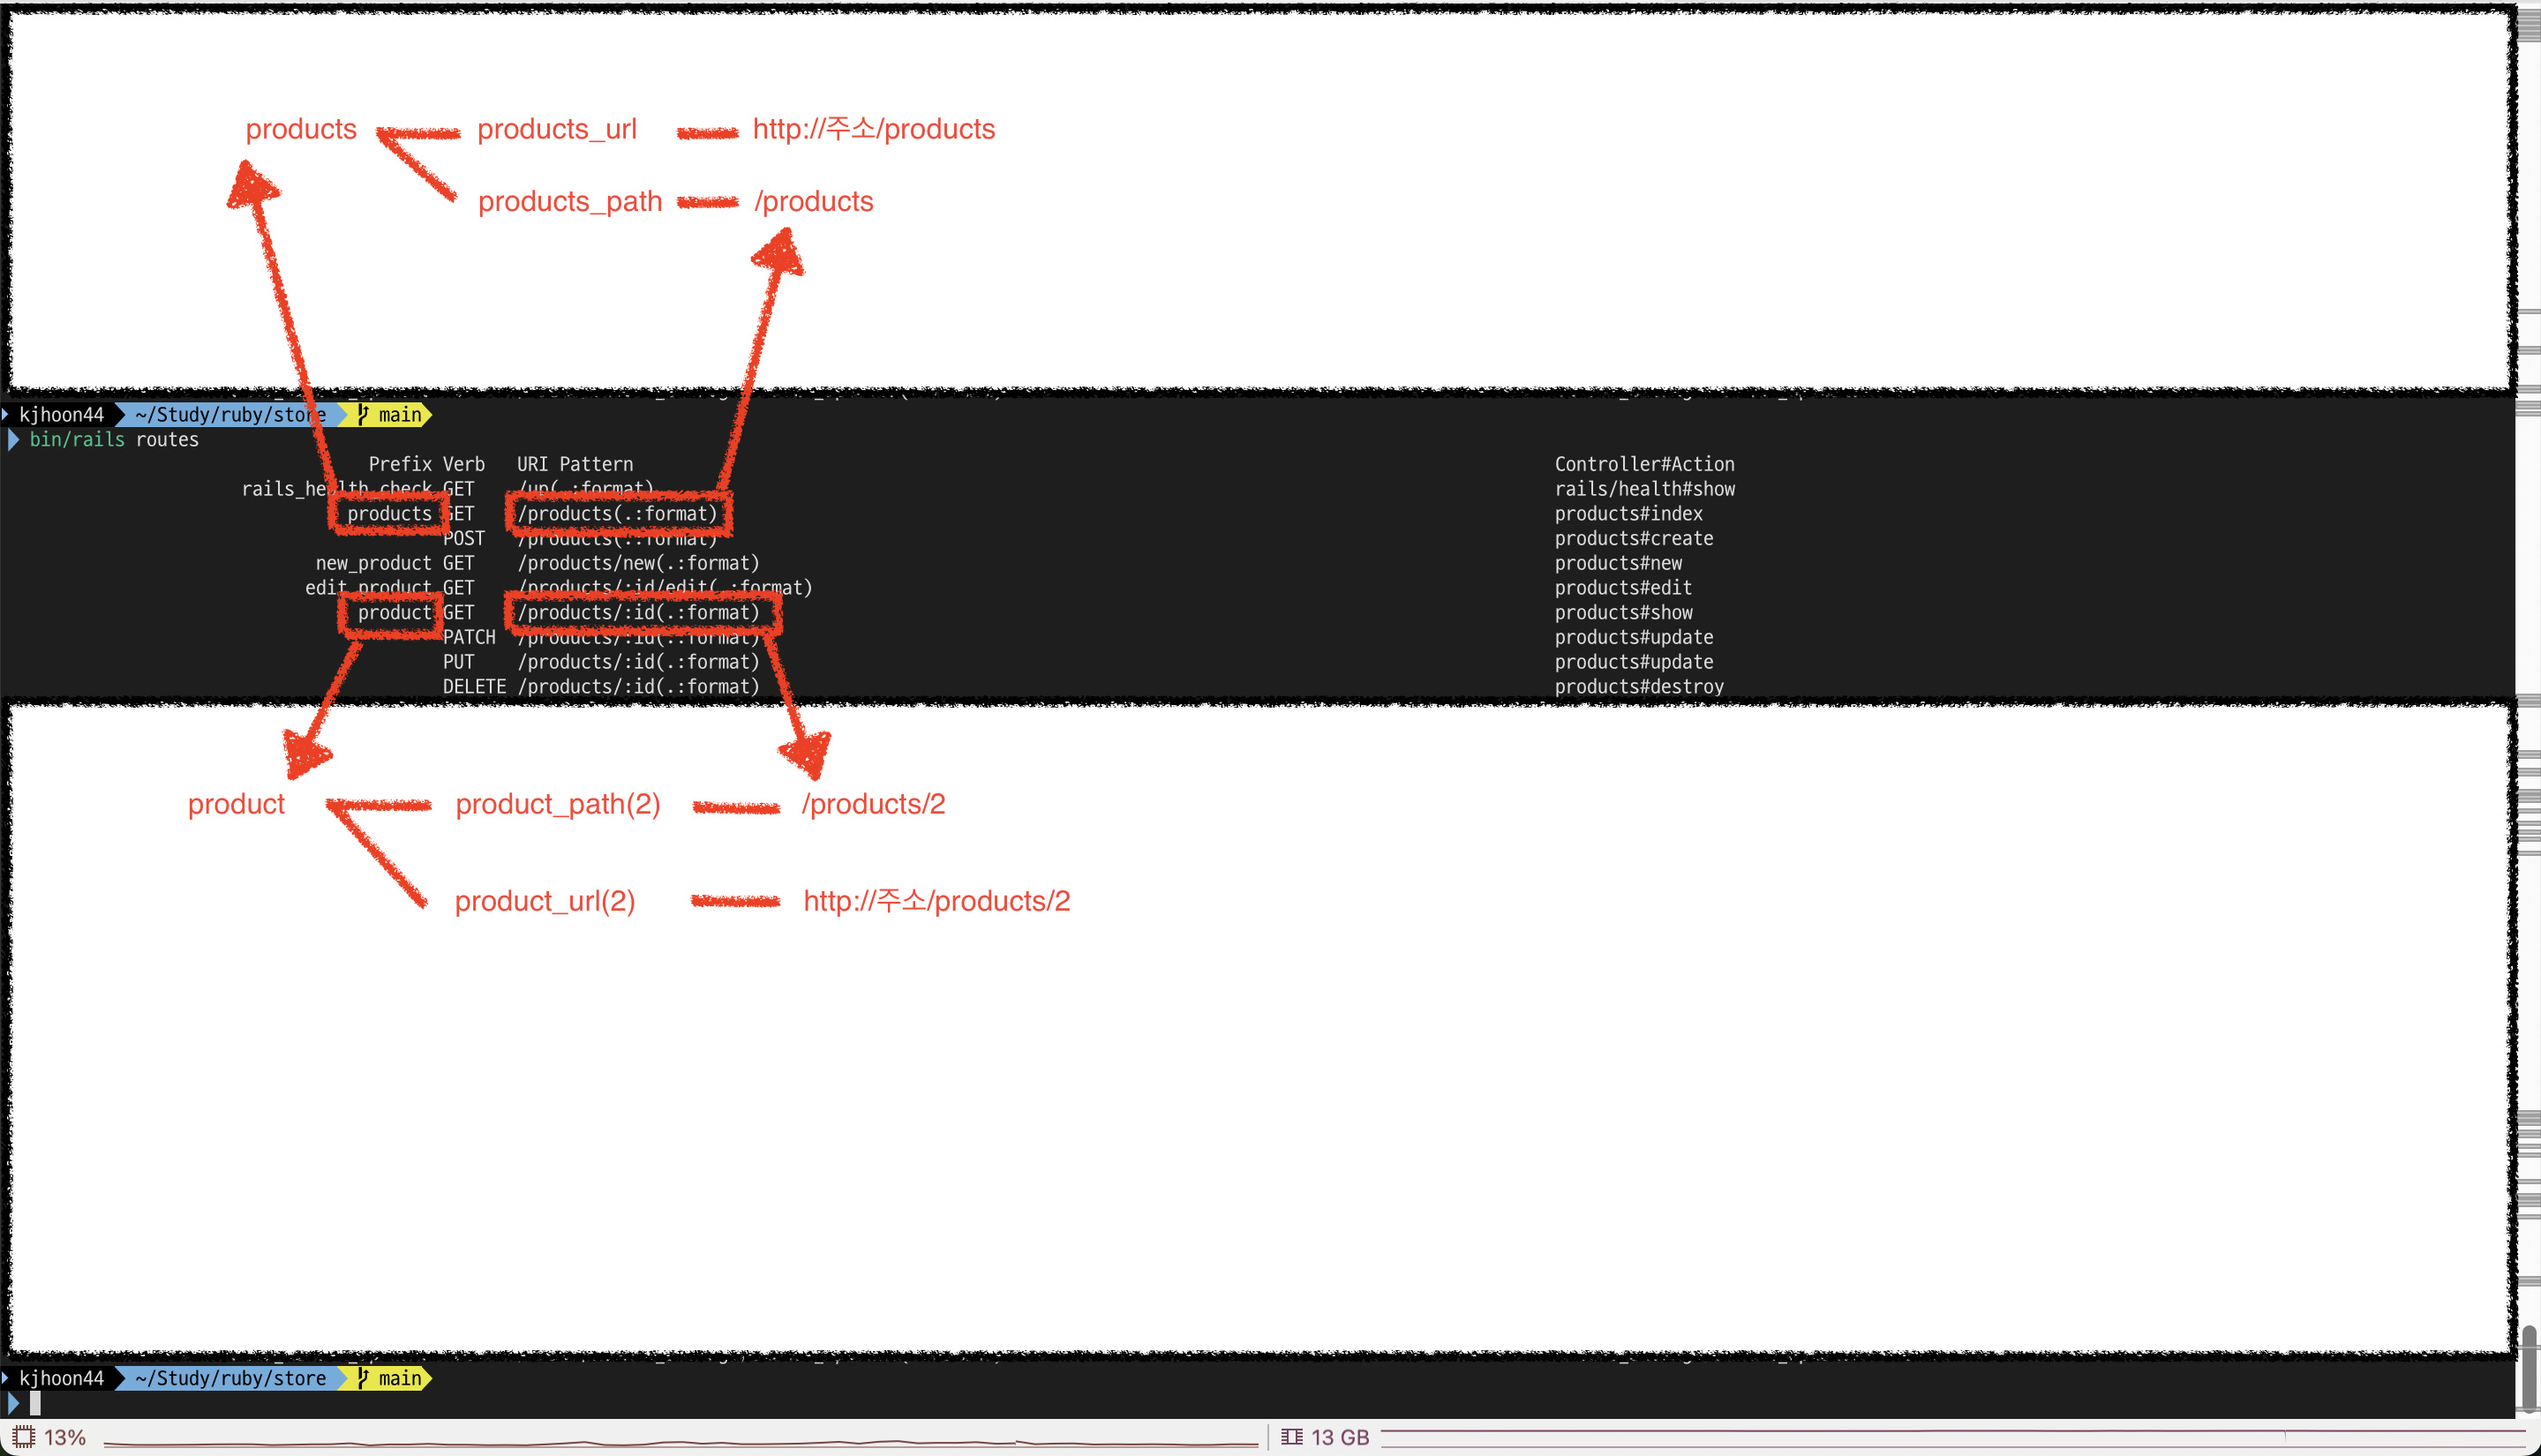 products products_url http://주소/products
products_path /products
kjhoon44 ~/Study/ruby/store main
bin/rails routes
Prefix Verb URI Pattern Controller#Action
rails_health_check GET /up(.:format) rails/health#show
products GET /products(.:format) products#index
POST /products(.:format) products#create
new_product GET /products/new(.:format) products#new
edit_product GET /products/:id/edit(.:format) products#edit
product GET /products/:id(.:format) products#show
PATCH /products/:id(.:format) products#update
PUT /products/:id(.:format) products#update
DELETE /products/:id(.:format) products#destroy
product product_path(2) /products/2
product_url(2) http://주소/products/2
kjhoon44 ~/Study/ruby/store main
13% 13 GB